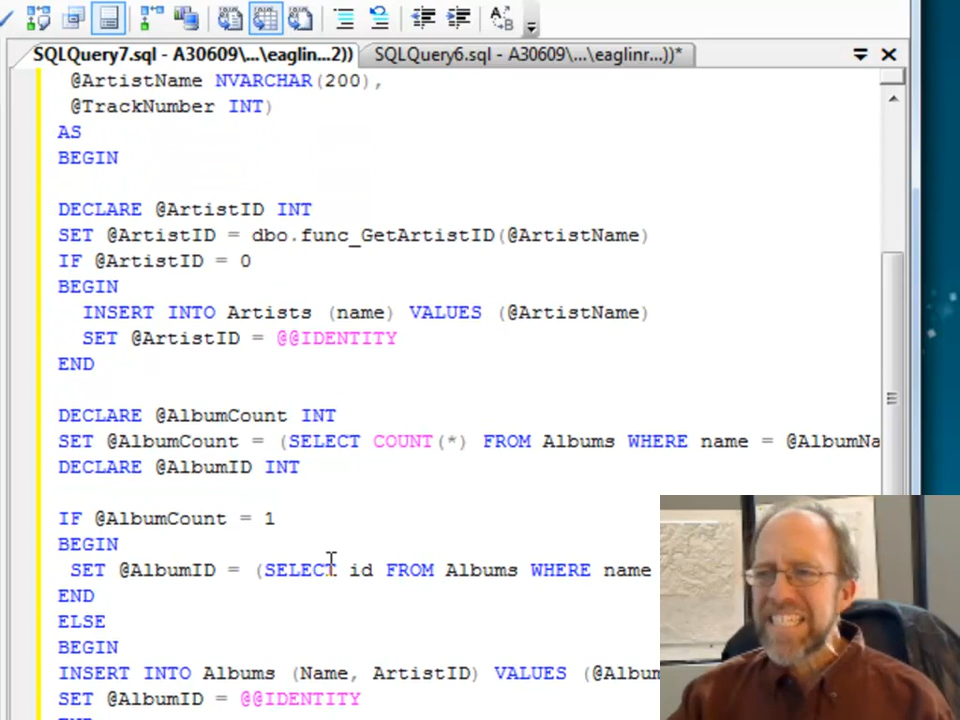 SQLQuery7.sql - A30609\...\eaglin...2)) SQLQuery6.sql - A30609\...\eaglinr...))*
@ArtistName NVARCHAR(200),
@TrackNumber INT)
AS
BEGIN
DECLARE @ArtistID INT
SET @ArtistID = dbo.func_GetArtistID(@ArtistName)
IF @ArtistID = 0
BEGIN
INSERT INTO Artists (name) VALUES (@ArtistName)
SET @ArtistID = @@IDENTITY
END
DECLARE @AlbumCount INT
SET @AlbumCount = (SELECT COUNT(*) FROM Albums WHERE name = @AlbumNa
DECLARE @AlbumID INT
IF @AlbumCount = 1
BEGIN
SET @AlbumID = (SELECT id FROM Albums WHERE name
END
ELSE
BEGIN
INSERT INTO Albums (Name, ArtistID) VALUES (@Album
SET @AlbumID = @@IDENTITY